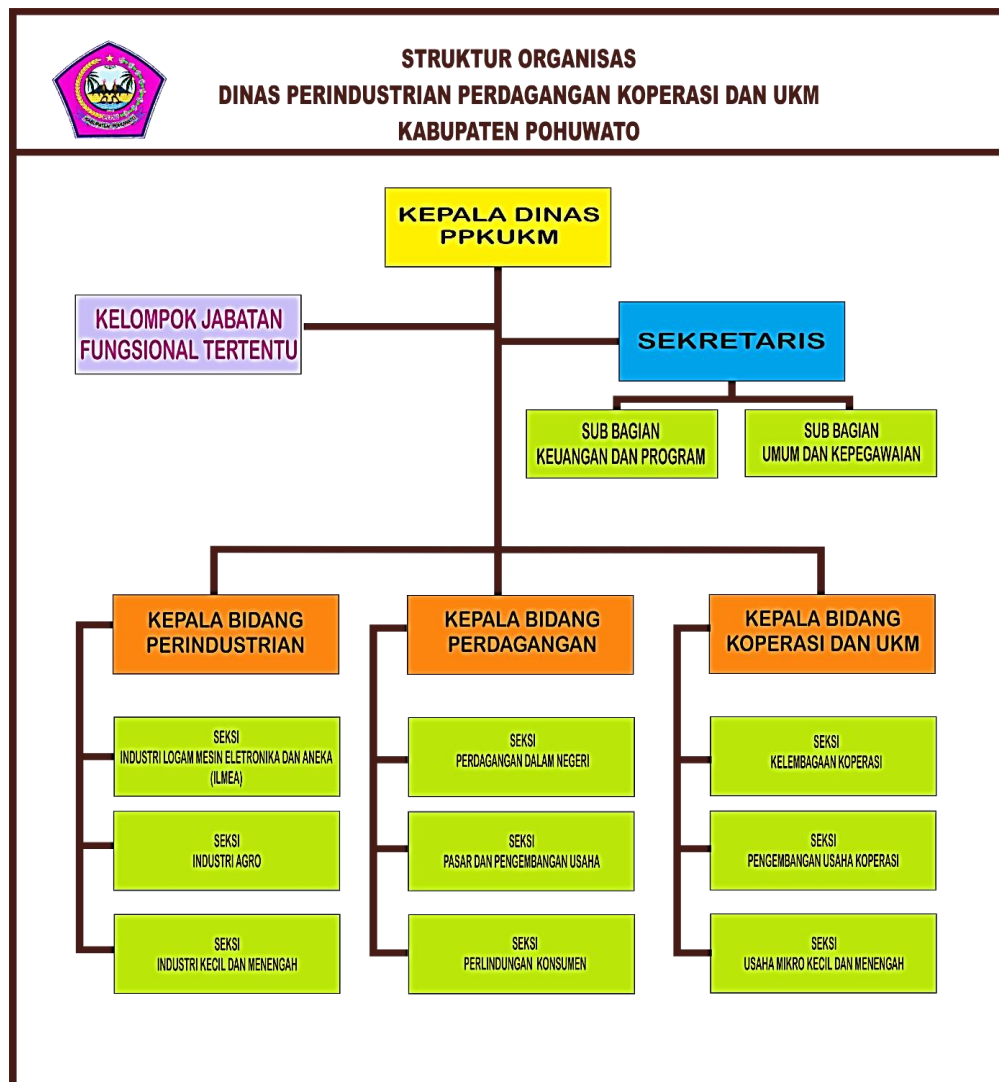 STRUKTUR ORGANISAS
DINAS PERINDUSTRIAN PERDAGANGAN KOPERASI DAN UKM
KABUPATEN POHUWATO
KABUPATEN POHUWATO
KEPALA DINAS
PPKUKM
KELOMPOK JABATAN
FUNGSIONAL TERTENTU
SEKRETARIS
SUB BAGIAN
KEUANGAN DAN PROGRAM
SUB BAGIAN
UMUM DAN KEPEGAWAIAN
KEPALA BIDANG
PERINDUSTRIAN
SEKSI
INDUSTRI LOGAM MESIN ELETRONIKA DAN ANEKA
(ILMEA)
SEKSI
INDUSTRI AGRO
SEKSI
INDUSTRI KECIL DAN MENENGAH
KEPALA BIDANG
PERDAGANGAN
SEKSI
PERDAGANGAN DALAM NEGERI
SEKSI
PASAR DAN PENGEMBANGAN USAHA
SEKSI
PERLINDUNGAN KONSUMEN
KEPALA BIDANG
KOPERASI DAN UKM
SEKSI
KELEMBAGAAN KOPERASI
SEKSI
PENGEMBANGAN USAHA KOPERASI
SEKSI
USAHA MIKRO KECIL DAN MENENGAH